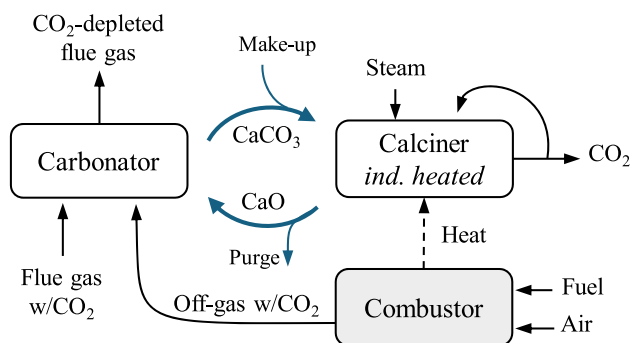 CO₂-depleted
flue gas
Make-up
Steam
Carbonator
CaCO₃
Calciner
ind. heated
CO₂
CaO
Heat
Purge
Flue gas
w/CO₂
Off-gas w/CO₂
Combustor
Fuel
Air